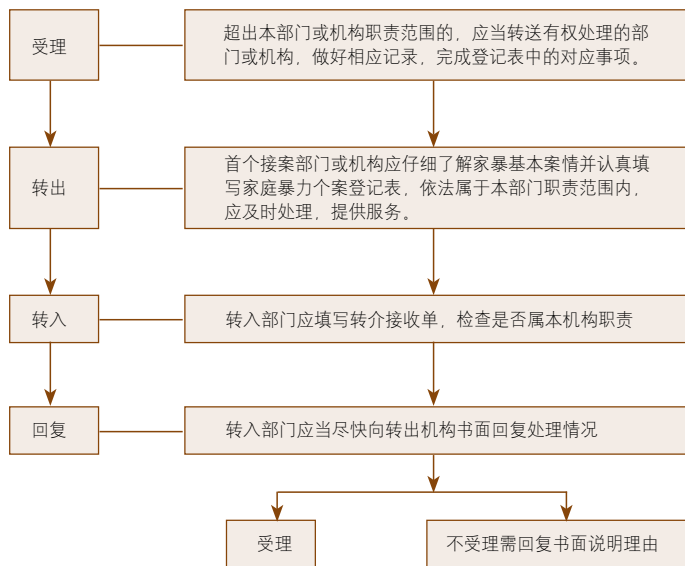 受理
超出本部门或机构职责范围的，应当转送有权处理的部
门或机构，做好相应记录，完成登记表中的对应事项。
转出
首个接案部门或机构应仔细了解家暴基本案情并认真填
写家庭暴力个案登记表，依法属于本部门职责范围内，
应及时处理，提供服务。
转入
转入部门应填写转介接收单，检查是否属本机构职责
回复
转入部门应当尽快向转出机构书面回复处理情况
受理
不受理需回复书面说明理由